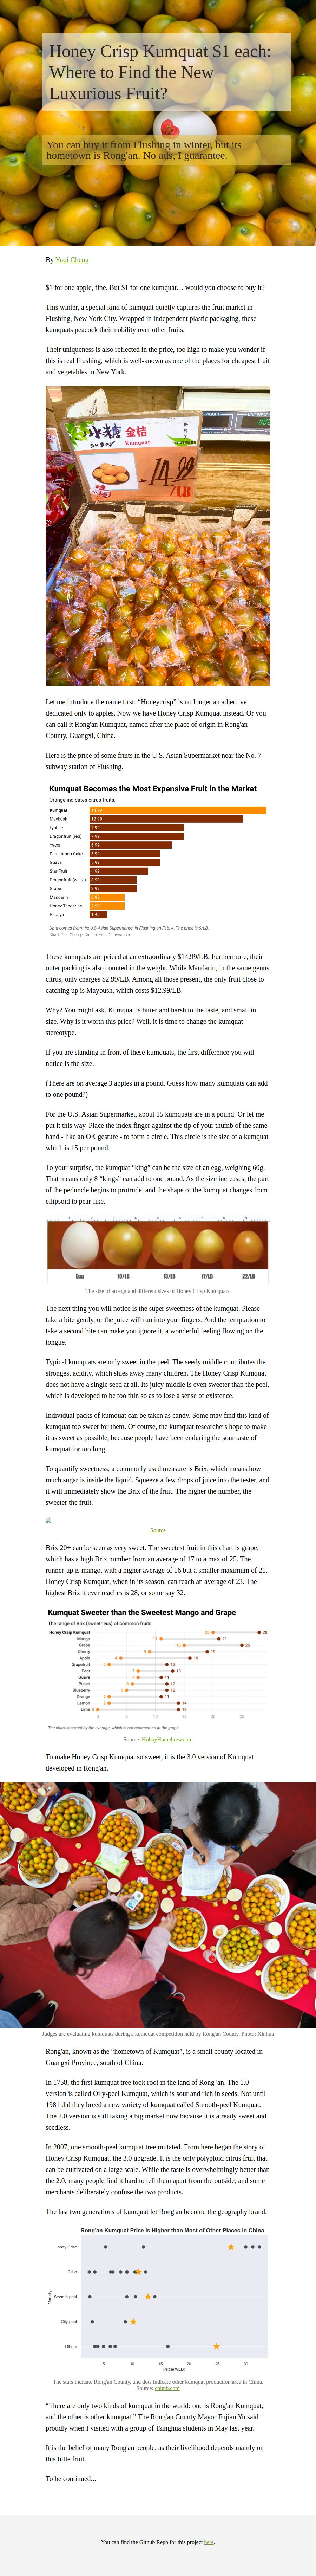 Honey Crisp Kumquat $1 each:
Where to Find the New
Luxurious Fruit?
You can buy it from Flushing in winter, but its
hometown is Rong'an. No ads, I guarantee.
By Yuqi Cheng
$1 for one apple, fine. But $1 for one kumquat… would you choose to buy it?
This winter, a special kind of kumquat quietly captures the fruit market in
Flushing, New York City. Wrapped in independent plastic packaging, these
kumquats peacock their nobility over other fruits.
Their uniqueness is also reflected in the price, too high to make you wonder if
this is real Flushing, which is well-known as one of the places for cheapest fruit
and vegetables in New York.
金桔
Kumquat
14.99
/LB
Let me introduce the name first: “Honeycrisp” is no longer an adjective
dedicated only to apples. Now we have Honey Crisp Kumquat instead. Or you
can call it Rong'an Kumquat, named after the place of origin in Rong'an
County, Guangxi, China.
Here is the price of some fruits in the U.S. Asian Supermarket near the No. 7
subway station of Flushing.
Kumquat Becomes the Most Expensive Fruit in the Market
Orange indicates citrus fruits.
Kumquat 14.99
Maybush 12.99
Lychee 7.99
Dragonfruit (red) 7.99
Yacon 6.99
Persimmon Cake 5.99
Guava 5.99
Star Fruit 4.99
Dragonfruit (white) 3.99
Grape 3.99
Mandarin 2.99
Honey Tangerine 2.99
Papaya 1.49
Data comes from the U.S Asian Supermarket in Flushing on Feb. 4. The price is $/LB.
Chart: Yuqi Cheng • Created with Datawrapper
These kumquats are priced at an extraordinary $14.99/LB. Furthermore, their
outer packing is also counted in the weight. While Mandarin, in the same genus
citrus, only charges $2.99/LB. Among all those present, the only fruit close to
catching up is Maybush, which costs $12.99/LB.
Why? You might ask. Kumquat is bitter and harsh to the taste, and small in
size. Why is it worth this price? Well, it is time to change the kumquat
stereotype.
If you are standing in front of these kumquats, the first difference you will
notice is the size.
(There are on average 3 apples in a pound. Guess how many kumquats can add
to one pound?)
For the U.S. Asian Supermarket, about 15 kumquats are in a pound. Or let me
put it this way. Place the index finger against the tip of your thumb of the same
hand - like an OK gesture - to form a circle. This circle is the size of a kumquat
which is 15 per pound.
To your surprise, the kumquat “king” can be the size of an egg, weighing 60g.
That means only 8 “kings” can add to one pound. As the size increases, the part
of the peduncle begins to protrude, and the shape of the kumquat changes from
ellipsoid to pear-like.
1 2 3 4 5 6 7 8 9
Egg 10/LB 13/LB 17/LB 22/LB
The size of an egg and different sizes of Honey Crisp Kumquats.
The next thing you will notice is the super sweetness of the kumquat. Please
take a bite gently, or the juice will run into your fingers. And the temptation to
take a second bite can make you ignore it, a wonderful feeling flowing on the
tongue.
Typical kumquats are only sweet in the peel. The seedy middle contributes the
strongest acidity, which shies away many children. The Honey Crisp Kumquat
does not have a single seed at all. Its juicy middle is even sweeter than the peel,
which is developed to be too thin so as to lose a sense of existence.
Individual packs of kumquat can be taken as candy. Some may find this kind of
kumquat too sweet for them. Of course, the kumquat researchers hope to make
it as sweet as possible, because people have been enduring the sour taste of
kumquat for too long.
To quantify sweetness, a commonly used measure is Brix, which means how
much sugar is inside the liquid. Squeeze a few drops of juice into the tester, and
it will immediately show the Brix of the fruit. The higher the number, the
sweeter the fruit.
Source
Brix 20+ can be seen as very sweet. The sweetest fruit in this chart is grape,
which has a high Brix number from an average of 17 to a max of 25. The
runner-up is mango, with a higher average of 16 but a smaller maximum of 21.
Honey Crisp Kumquat, when in its season, can reach an average of 23. The
highest Brix it ever reaches is 28, or some say 32.
Kumquat Sweeter than the Sweetest Mango and Grape
The range of Brix (sweetness) of common fruits.
Honey Crisp Kumquat 20 28
Mango 11 21
Grape 15 25
Cherry 9 19
Apple 4 16
Grapefruit 2 12
Pear 8 13
Guava 7 11
Peach 6 12
Blueberry 5 12
Orange 2 11
Lemon 2 14
Lime 0 14
0 5 10 15 20 25
The chart is sorted by the average, which is not represented in the graph.
Source: HobbyHomebrew.com
To make Honey Crisp Kumquat so sweet, it is the 3.0 version of Kumquat
developed in Rong'an.
Judges are evaluating kumquats during a kumquat competition held by Rong'an County. Photo: Xinhua
Rong'an, known as the “hometown of Kumquat”, is a small county located in
Guangxi Province, south of China.
In 1758, the first kumquat tree took root in the land of Rong 'an. The 1.0
version is called Oily-peel Kumquat, which is sour and rich in seeds. Not until
1981 did they breed a new variety of kumquat called Smooth-peel Kumquat.
The 2.0 version is still taking a big market now because it is already sweet and
seedless.
In 2007, one smooth-peel kumquat tree mutated. From here began the story of
Honey Crisp Kumquat, the 3.0 upgrade. It is the only polyploid citrus fruit that
can be cultivated on a large scale. While the taste is overwhelmingly better than
the 2.0, many people find it hard to tell them apart from the outside, and some
merchants deliberately confuse the two products.
The last two generations of kumquat let Rong'an become the geography brand.
Rong'an Kumquat Price is Higher than Most of Other Places in China
Variety
Honey Crisp
Crisp
Smooth-peel
Oily-peel
Others
5 10 15 20 25 30
Price(¥/LB)
The stars indicate Rong'an County, and dots indicate other kumquat production area in China.
Source: cnhnb.com
"There are only two kinds of kumquat in the world: one is Rong'an Kumquat,
and the other is other kumquat.” The Rong'an County Mayor Fujian Yu said
proudly when I visited with a group of Tsinghua students in May last year.
It is the belief of many Rong'an people, as their livelihood depends mainly on
this little fruit.
To be continued...
You can find the Github Repo for this project here.